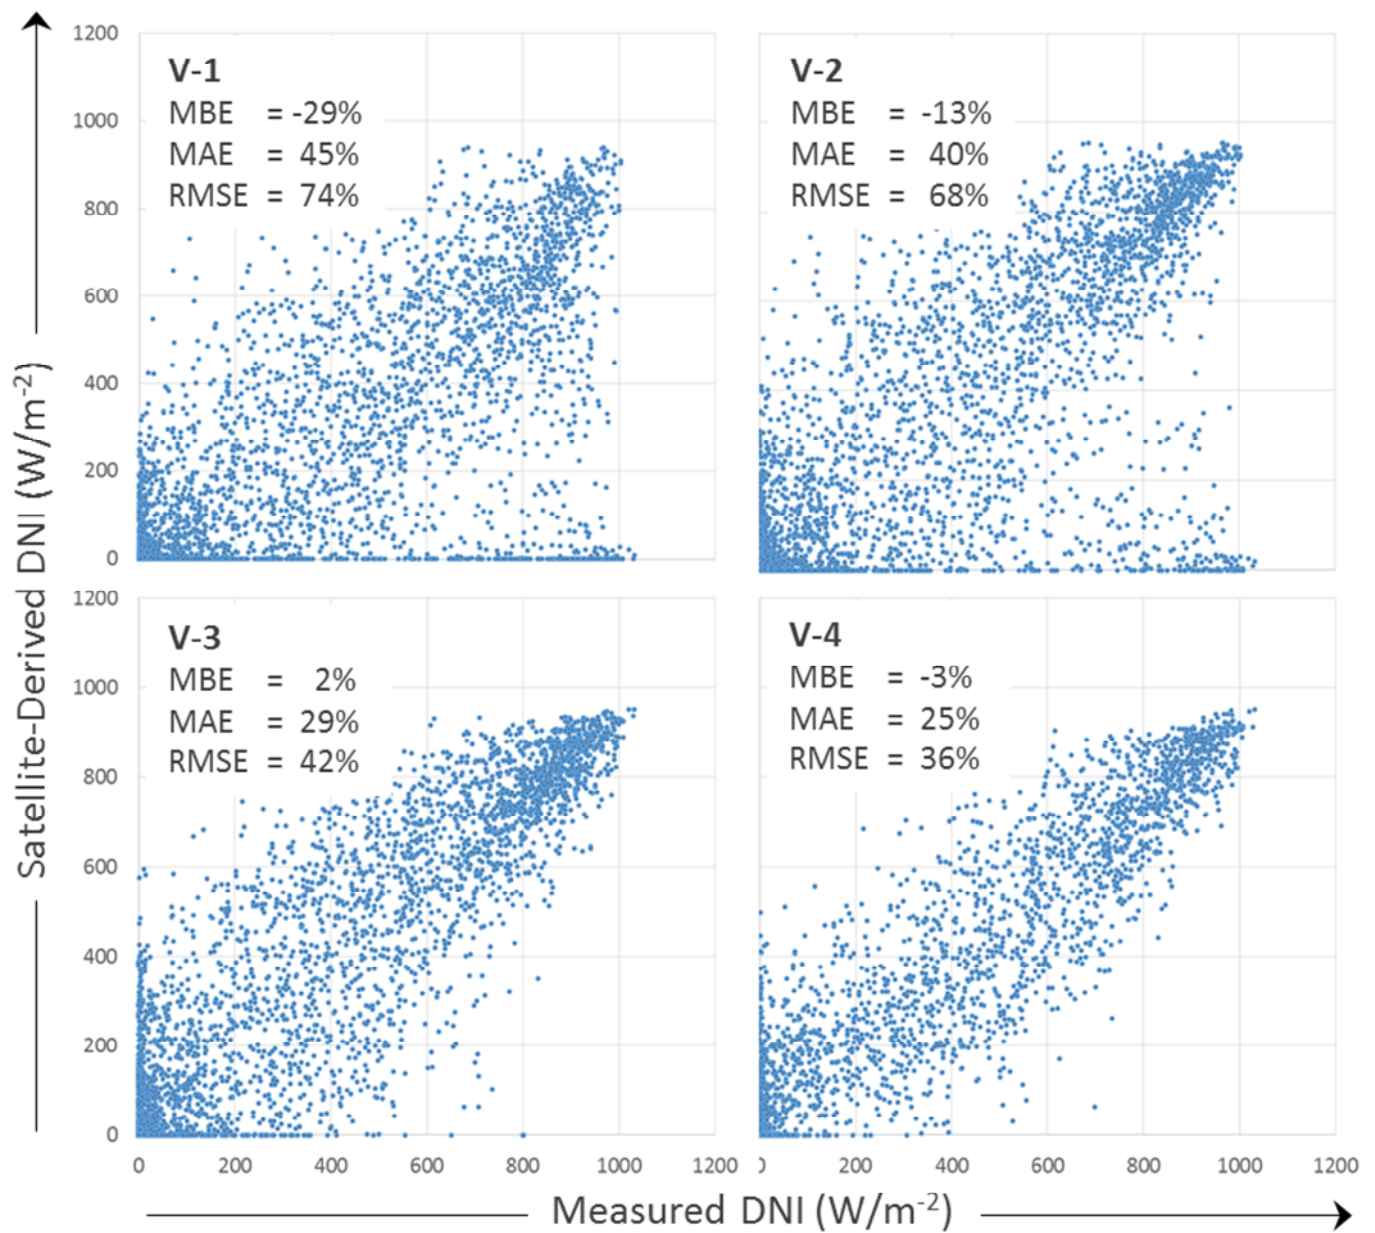 Satellite-Derived DNI (W/m-2)
1200
1000
800
600
400
200
0
V-1
MBE = -29%
MAE = 45%
RMSE = 74%
V-2
MBE = -13%
MAE = 40%
RMSE = 68%
1200
1000
800
600
400
200
0
V-3
MBE = 2%
MAE = 29%
RMSE = 42%
V-4
MBE = -3%
MAE = 25%
RMSE = 36%
0 200 400 600 800 1000 1200
0 200 400 600 800 1000 1200
Measured DNI (W/m-2)